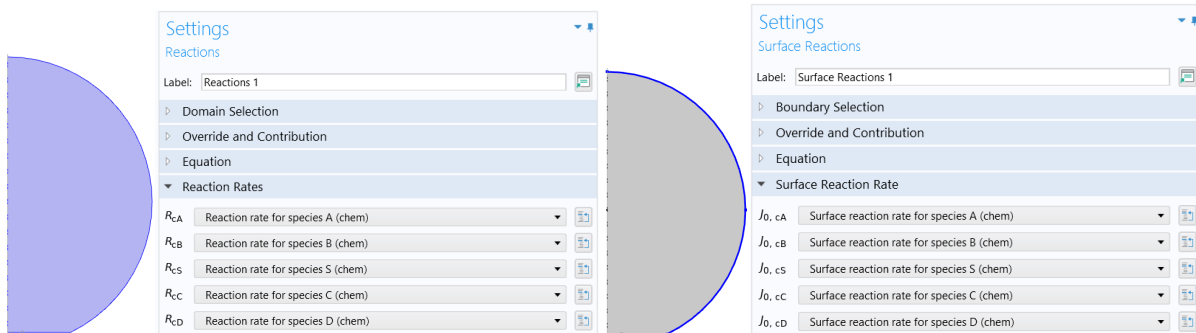 Settings
Reactions
Label: Reactions 1
Domain Selection
Override and Contribution
Equation
Reaction Rates
RcA Reaction rate for species A (chem)
RcB Reaction rate for species B (chem)
RcS Reaction rate for species S (chem)
RcC Reaction rate for species C (chem)
RcD Reaction rate for species D (chem)
Settings
Surface Reactions
Label: Surface Reactions 1
Boundary Selection
Override and Contribution
Equation
Surface Reaction Rate
J0, cA Surface reaction rate for species A (chem)
J0, cB Surface reaction rate for species B (chem)
J0, cS Surface reaction rate for species S (chem)
J0, cC Surface reaction rate for species C (chem)
J0, cD Surface reaction rate for species D (chem)